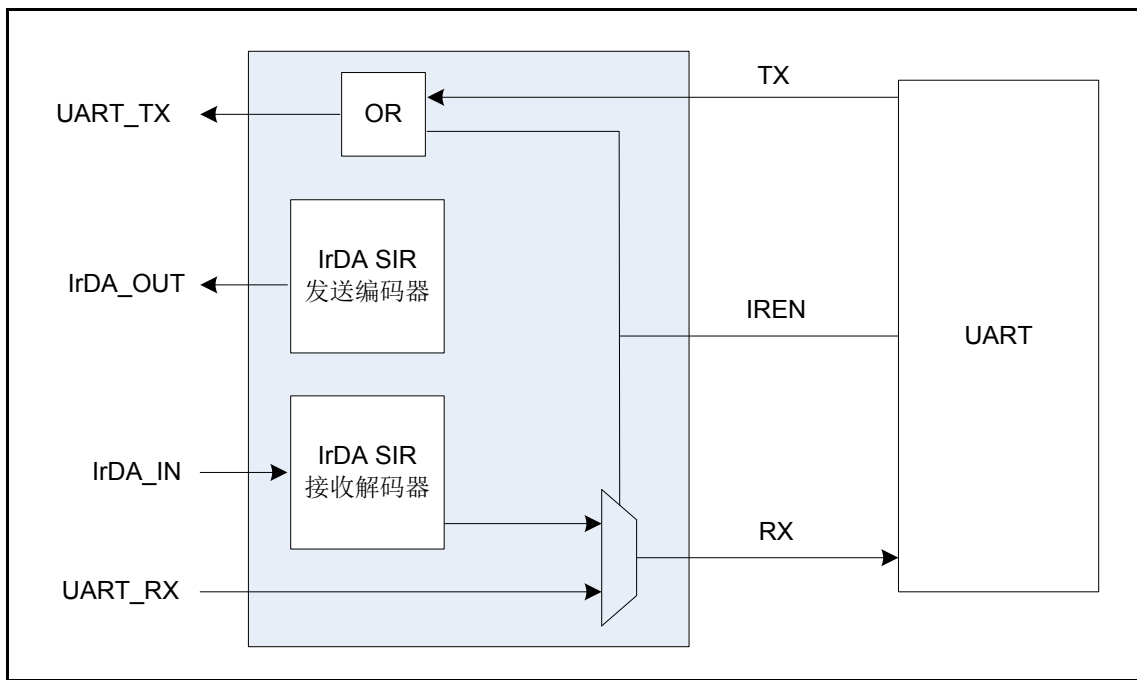 TX
UART_TX
OR
IrDA SIR
发送编码器
IrDA_OUT
IREN
UART
IrDA SIR
接收解码器
IrDA_IN
RX
UART_RX